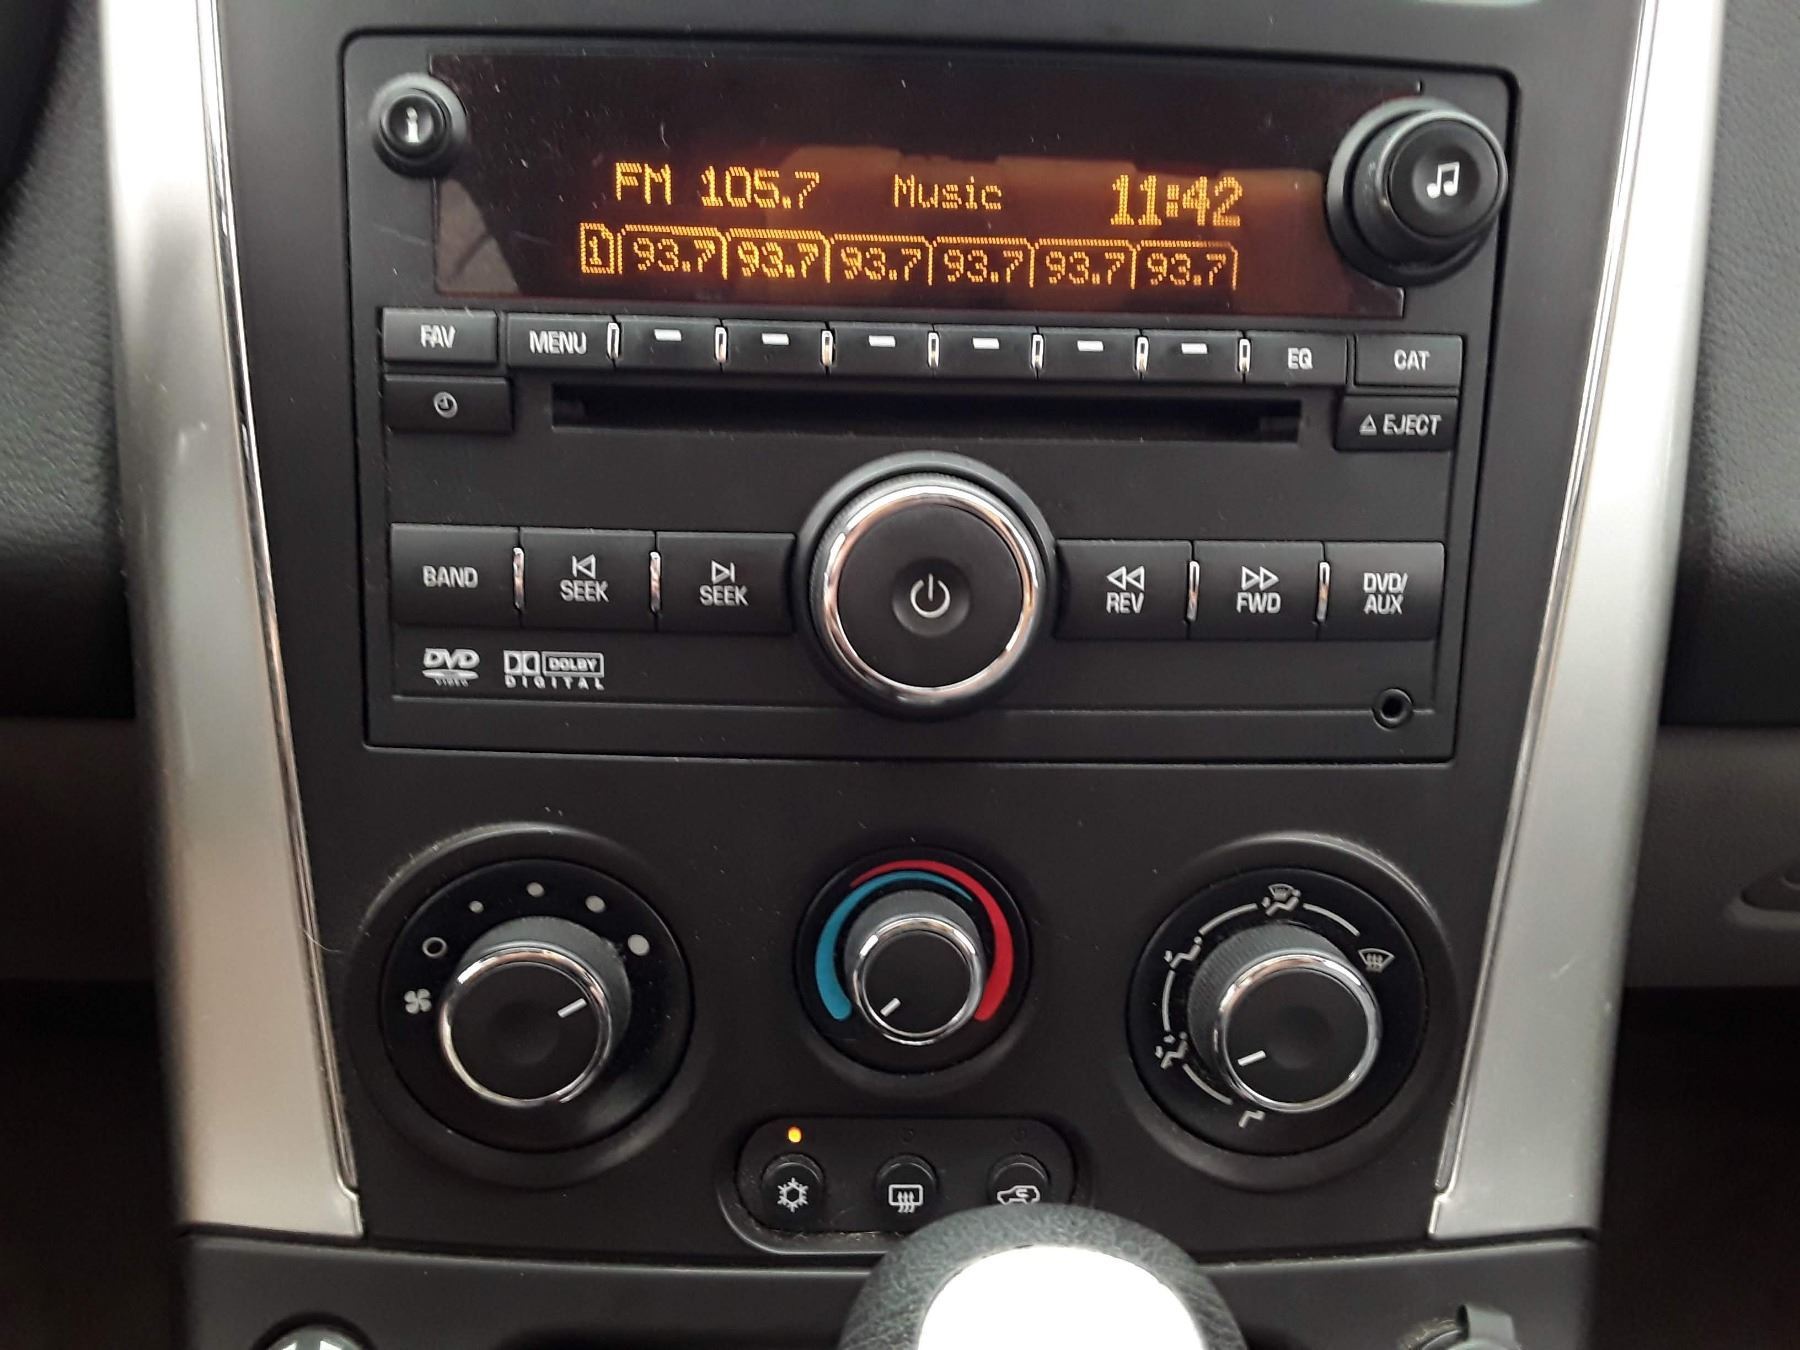 i
FM 105.7 Music 11:42
1 93.7 93.7 93.7 93.7 93.7 93.7
FAV MENU EQ CAT
EJECT
BAND SEEK SEEK REV FWD DVD/
AUX
DVD DOLBY
VIDEO DIGITAL